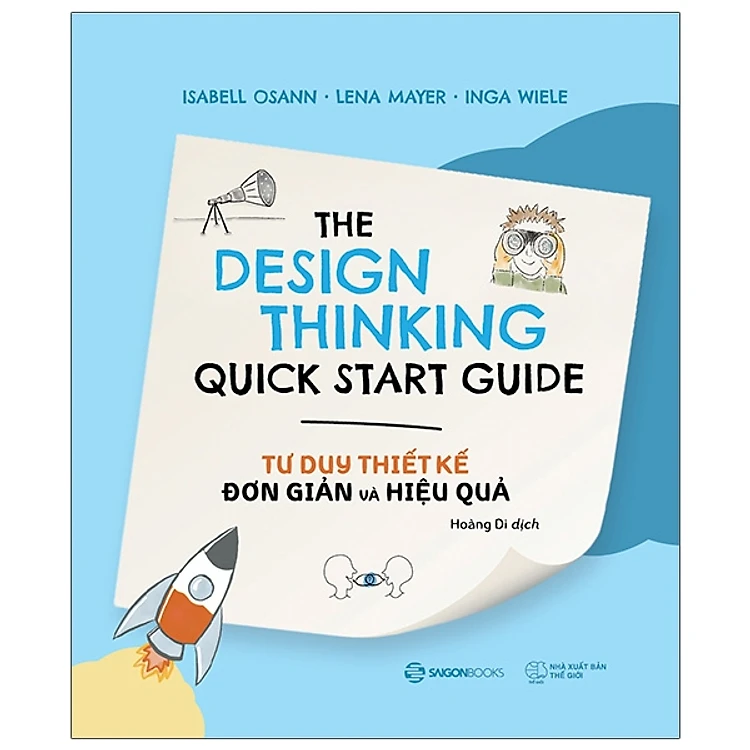 ISABELL OSANN · LENA MAYER · INGA WIELE
THE
DESIGN
THINKING
QUICK START GUIDE
TƯ DUY THIẾT KẾ
ĐƠN GIẢN VÀ HIỆU QUẢ
Hoàng Di dịch
SAIGONBOOKS
NHÀ XUẤT BẢN
THẾ GIỚI